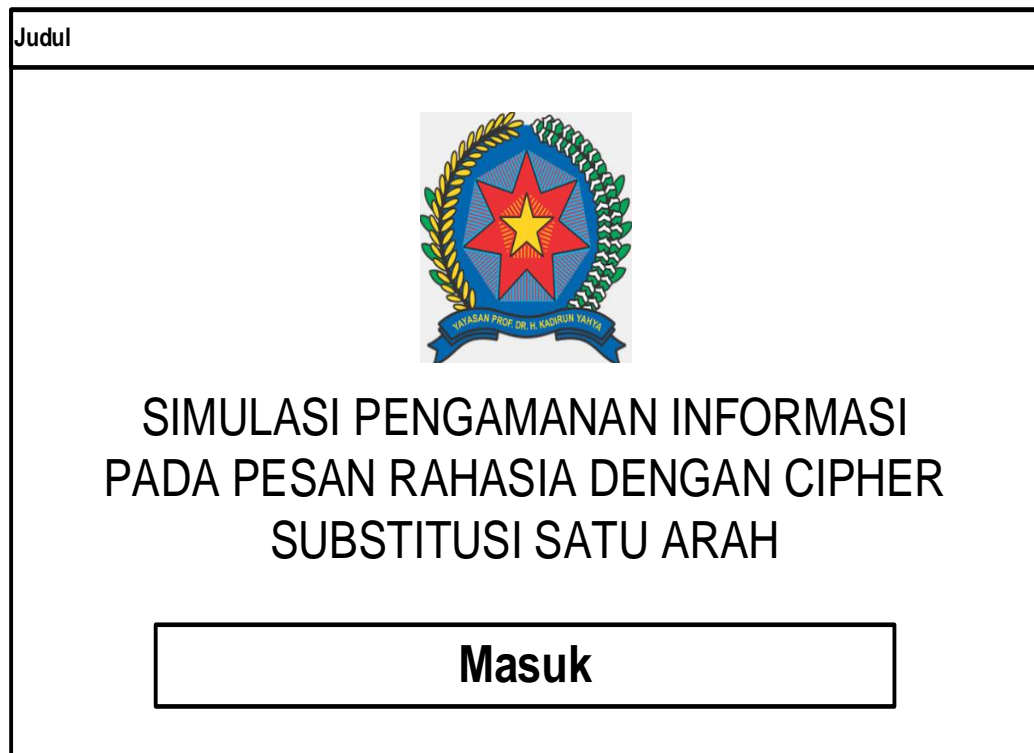 Judul
YAYASAN PROF. DR. H. KADIRUN YAHYA
SIMULASI PENGAMANAN INFORMASI
PADA PESAN RAHASIA DENGAN CIPHER
SUBSTITUSI SATU ARAH
Masuk